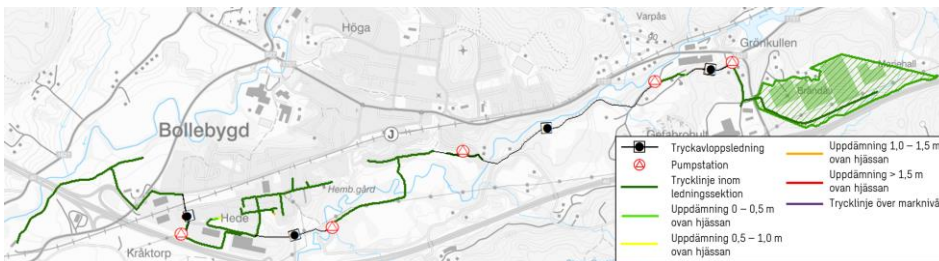 Varpås
Höga
Grönkullen
Mariehall
Brändås
Bollebygd
J
Hemb gård
Hede
Kråktorp
Tryckavloppsledning
Pumpstation
Trycklinje inom
ledningssektion
Uppdämning 0 – 0,5 m
ovan hjässan
Uppdämning 0,5 – 1,0 m
ovan hjässan
Uppdämning 1,0 – 1,5 m
ovan hjässan
Uppdämning > 1,5 m
ovan hjässan
Trycklinje över marknivå